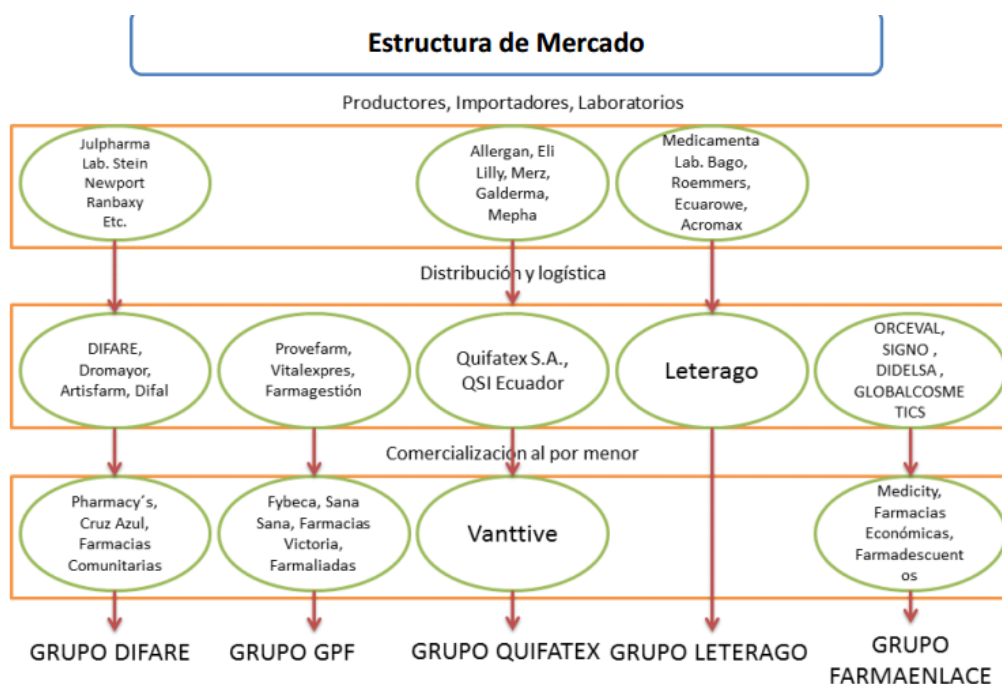 Estructura de Mercado
Productores, Importadores, Laboratorios
Julpharma
Lab. Stein
Newport
Ranbaxy
Etc.
Allergan, Eli
Lilly, Merz,
Galderma,
Mepha
Medicamenta
Lab. Bago,
Roemmers,
Ecuarowe,
Acromax
Distribución y logística
DIFARE,
Dromayor,
Artisfarm, Difal
Provefarm,
Vitalexpres,
Farmagestión
Quifatex S.A.,
QSI Ecuador
Leterago
ORCEVAL,
SIGNO ,
DIDELSA ,
GLOBALCOSME
TICS
Comercialización al por menor
Pharmacy´s,
Cruz Azul,
Farmacias
Comunitarias
Fybeca, Sana
Sana, Farmacias
Victoria,
Farmaliadas
Vanttive
Medicity,
Farmacias
Económicas,
Farmadescuent
os
GRUPO DIFARE
GRUPO GPF
GRUPO QUIFATEX
GRUPO LETERAGO
GRUPO
FARMAENLACE